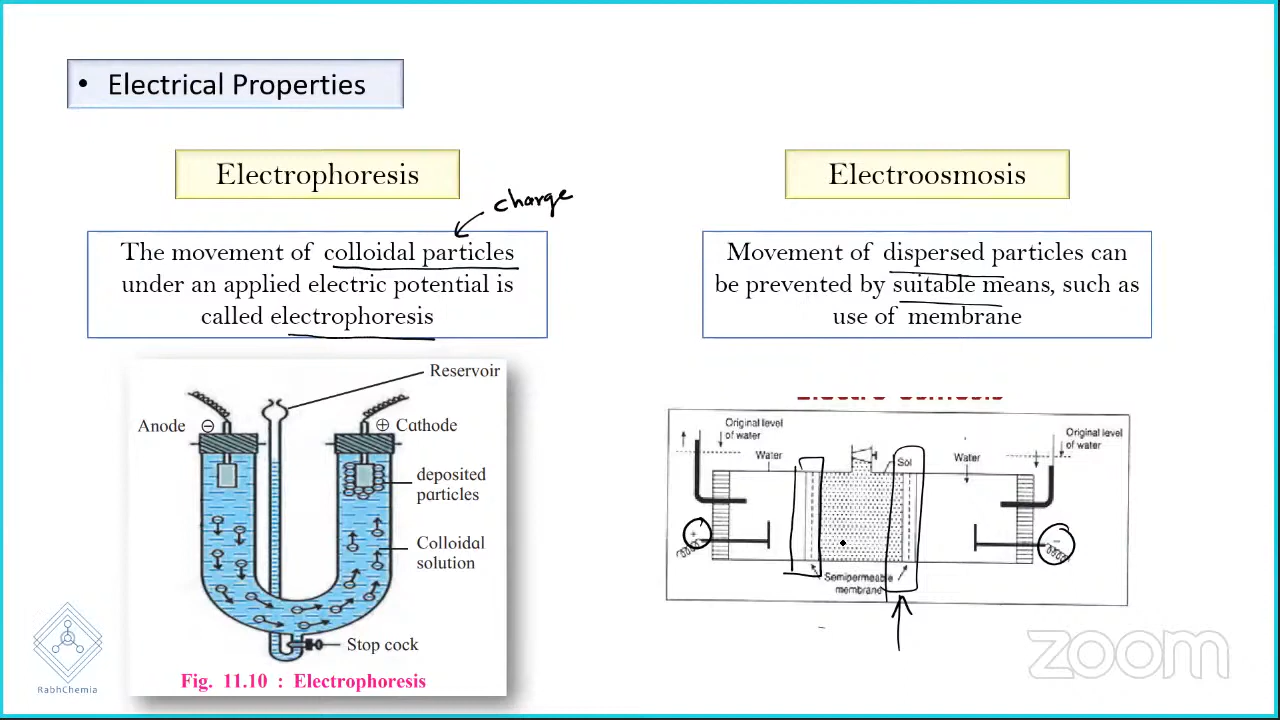 • Electrical Properties
Electrophoresis
charge
The movement of colloidal particles
under an applied electric potential is
called electrophoresis
Reservoir
Anode ⊖
⊕ Cathode
deposited
particles
Colloidal
solution
Stop cock
Fig. 11.10 : Electrophoresis
RabhChemia
Electroosmosis
Movement of dispersed particles can
be prevented by suitable means, such as
use of membrane
Original level
of water
Water
Sol
Water
Original level
of water
+
−
Semipermeable
membrane
zoom